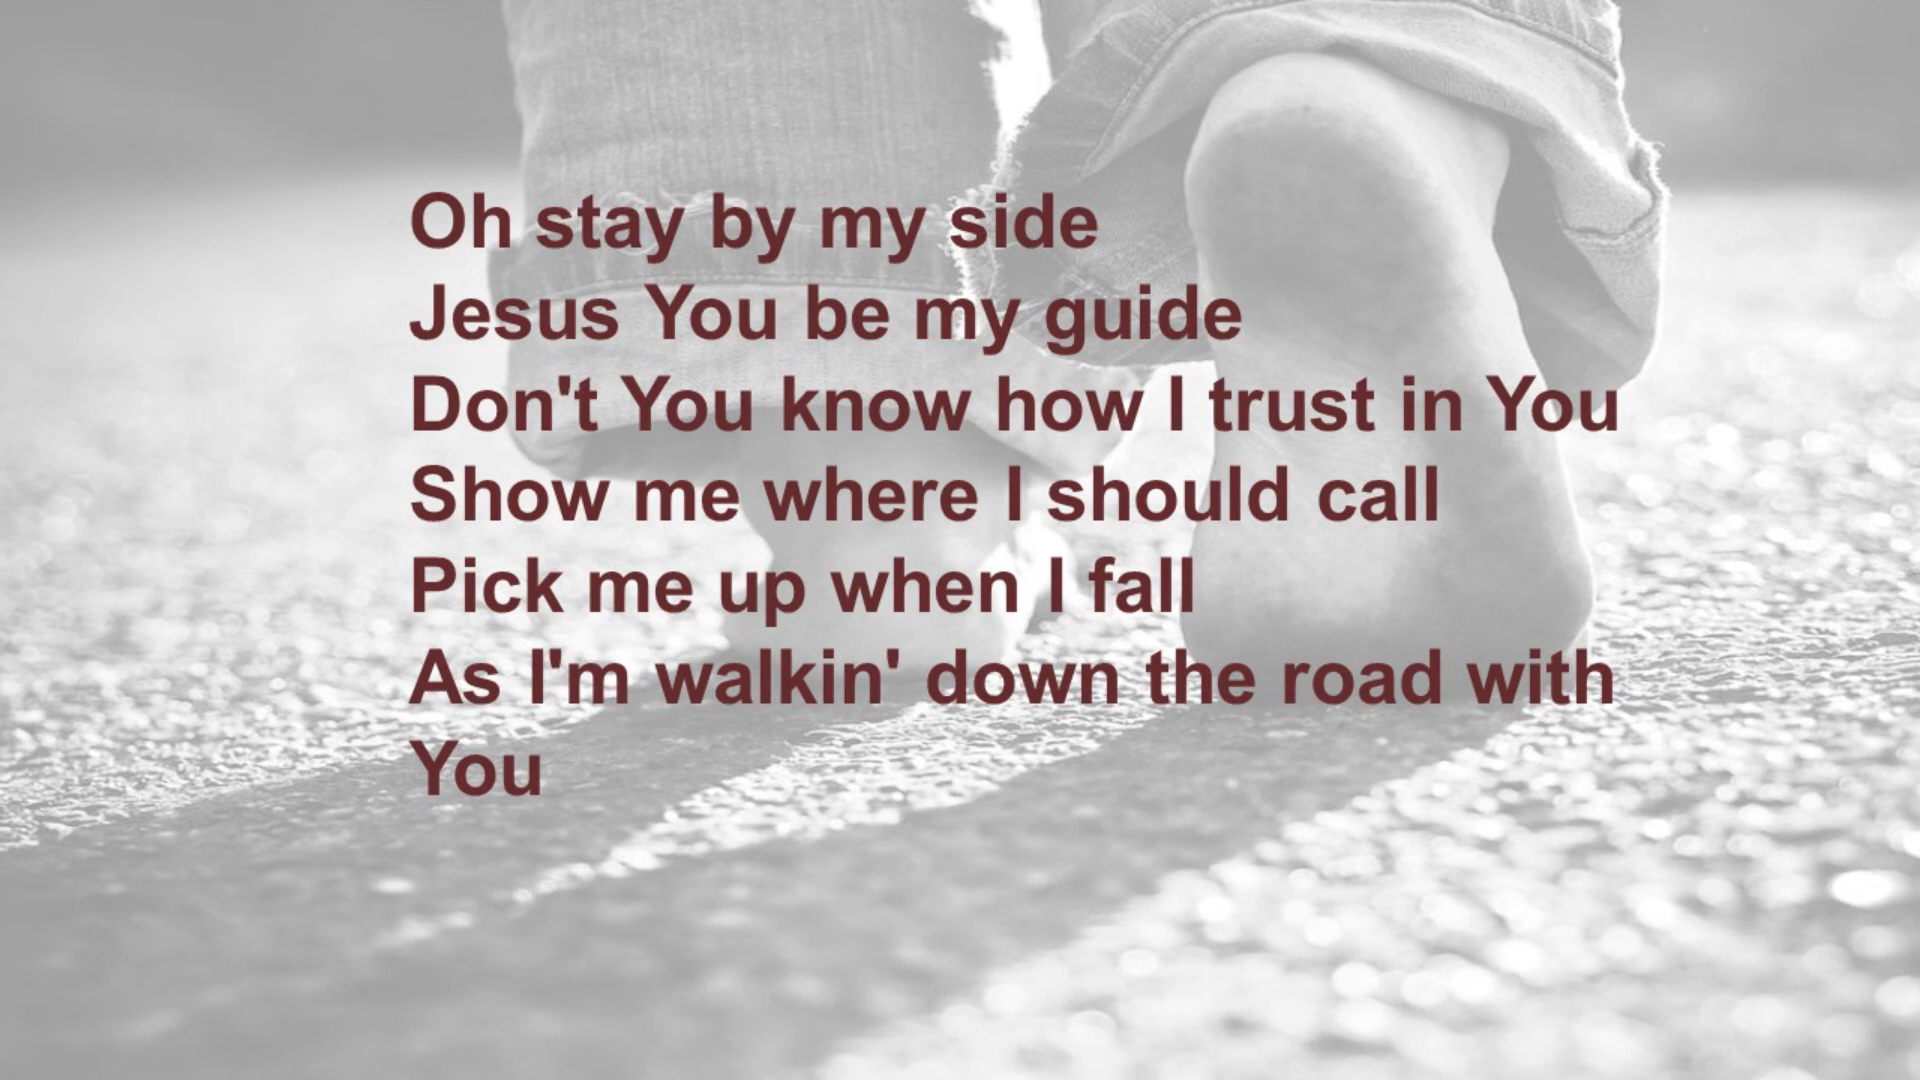 Oh stay by my side
Jesus You be my guide
Don't You know how I trust in You
Show me where I should call
Pick me up when I fall
As I'm walkin' down the road with
You